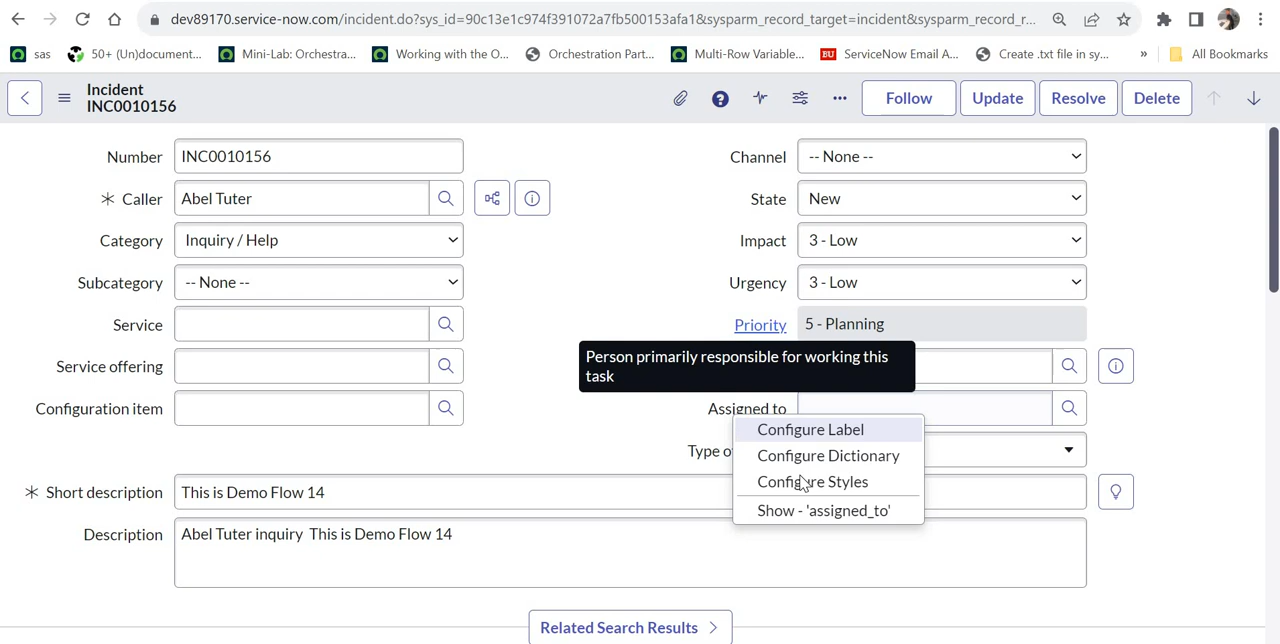 dev89170.service-now.com/incident.do?sys_id=90c13e1c974f391072a7fb500153afa1&sysparm_record_target=incident&sysparm_record_r...
sas
50+ (Un)document...
Mini-Lab: Orchestra...
Working with the O...
Orchestration Part...
Multi-Row Variable...
BU
ServiceNow Email A...
Create .txt file in sy...
»
All Bookmarks
Incident
INC0010156
Follow
Update
Resolve
Delete
Number
INC0010156
Channel
-- None --
Caller
Abel Tuter
State
New
Category
Inquiry / Help
Impact
3 - Low
Subcategory
-- None --
Urgency
3 - Low
Service
Priority
5 - Planning
Service offering
Person primarily responsible for working this
task
Configuration item
Assigned to
Configure Label
Configure Dictionary
Configure Styles
Show - 'assigned_to'
Type
Short description
This is Demo Flow 14
Description
Abel Tuter inquiry This is Demo Flow 14
Related Search Results